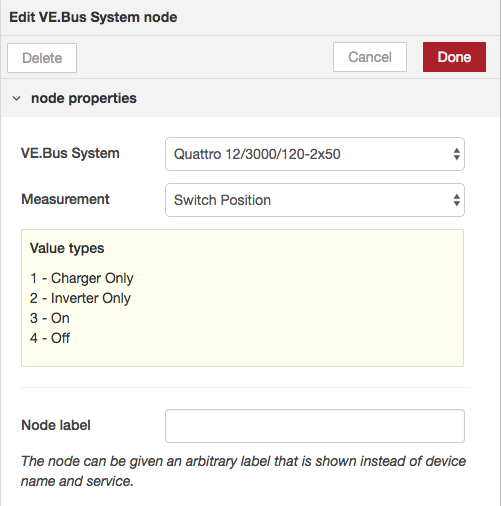 Edit VE.Bus System node
Delete
Cancel
Done
node properties
VE.Bus System
Quattro 12/3000/120-2x50
Measurement
Switch Position
Value types
1 - Charger Only
2 - Inverter Only
3 - On
4 - Off
Node label
The node can be given an arbitrary label that is shown instead of device
name and service.